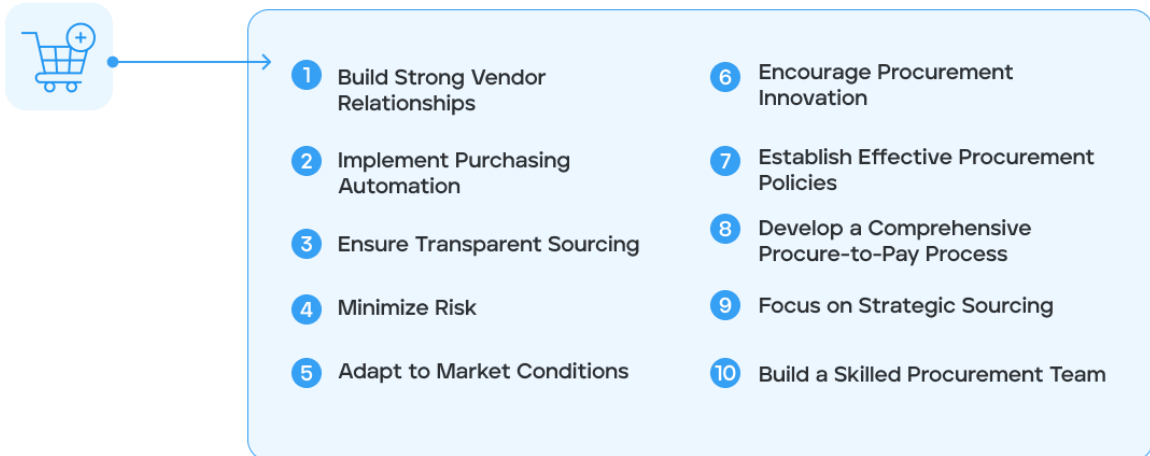 1 Build Strong Vendor
Relationships
2 Implement Purchasing
Automation
3 Ensure Transparent Sourcing
4 Minimize Risk
5 Adapt to Market Conditions
6 Encourage Procurement
Innovation
7 Establish Effective Procurement
Policies
8 Develop a Comprehensive
Procure-to-Pay Process
9 Focus on Strategic Sourcing
10 Build a Skilled Procurement Team